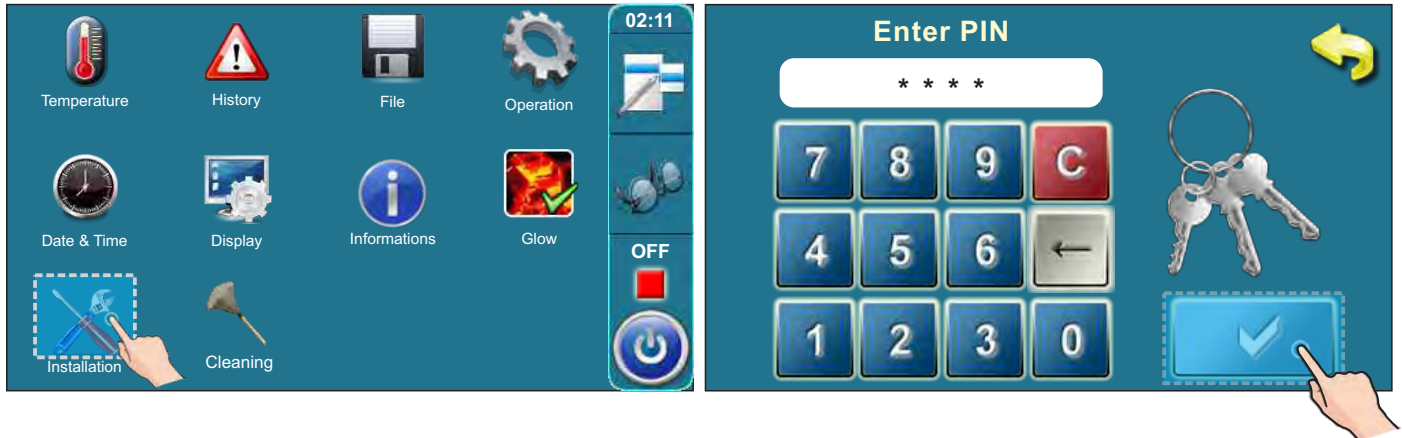 02:11
Temperature
History
File
Operation
Date & Time
Display
Informations
Glow
OFF
Installation
Cleaning
Enter PIN
* * * *
7 8 9 C
4 5 6 ←
1 2 3 0